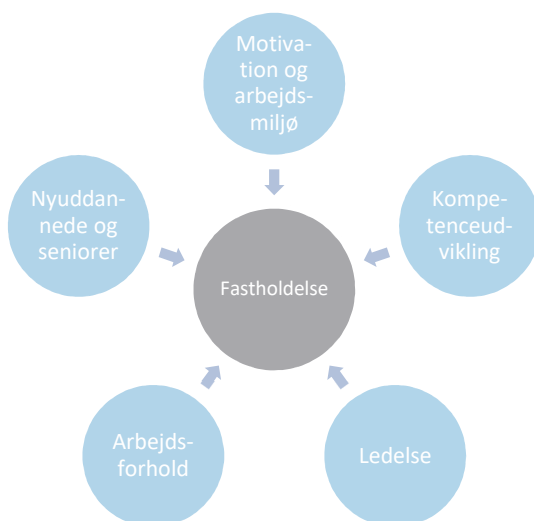 Motiva-
tion og
arbejds-
miljø
Nyuddan-
nede og
seniorer
Kompe-
tenceud-
vikling
Fastholdelse
Arbejds-
forhold
Ledelse